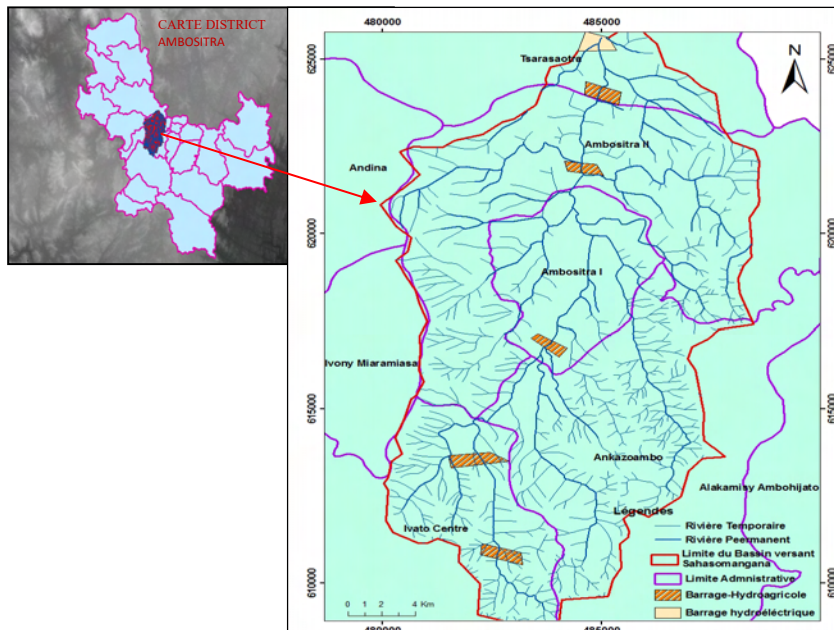 CARTE DISTRICT
AMBOSITRA
480000
485000
625000
625000
N
Tsarasaotra
Ambositra II
Andina
620000
620000
Ambositra I
Ivony Miaramiasa
615000
615000
Ankazoambo
Alakamisy Ambohijato
Légendes
Ivato Centre
Rivière Temporaire
Rivière Peermanent
Limite du Bassin versant
Sahasomangana
Limite Admnistrative
Barrage-Hydroagricole
Barrage hydroéléctrique
610000
610000
0 2 4 Km
480000
485000